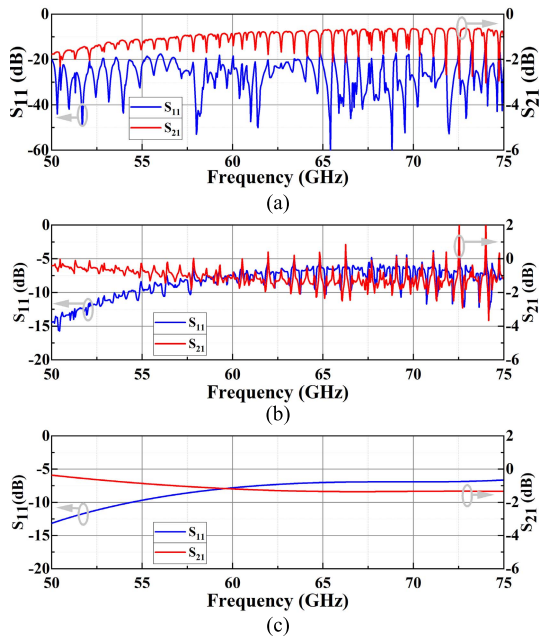 0
-20
-40
-60
S11 (dB)
0
-2
-4
-6
S21 (dB)
S11
S21
50 55 60 65 70 75
Frequency (GHz)
(a)
0
-5
-10
-15
-20
S11 (dB)
2
0
-2
-4
-6
S21 (dB)
S11
S21
50 55 60 65 70 75
Frequency (GHz)
(b)
0
-5
-10
-15
-20
S11(dB)
2
0
-2
-4
-6
S21 (dB)
S11
S21
50 55 60 65 70 75
Frequency (GHz)
(c)